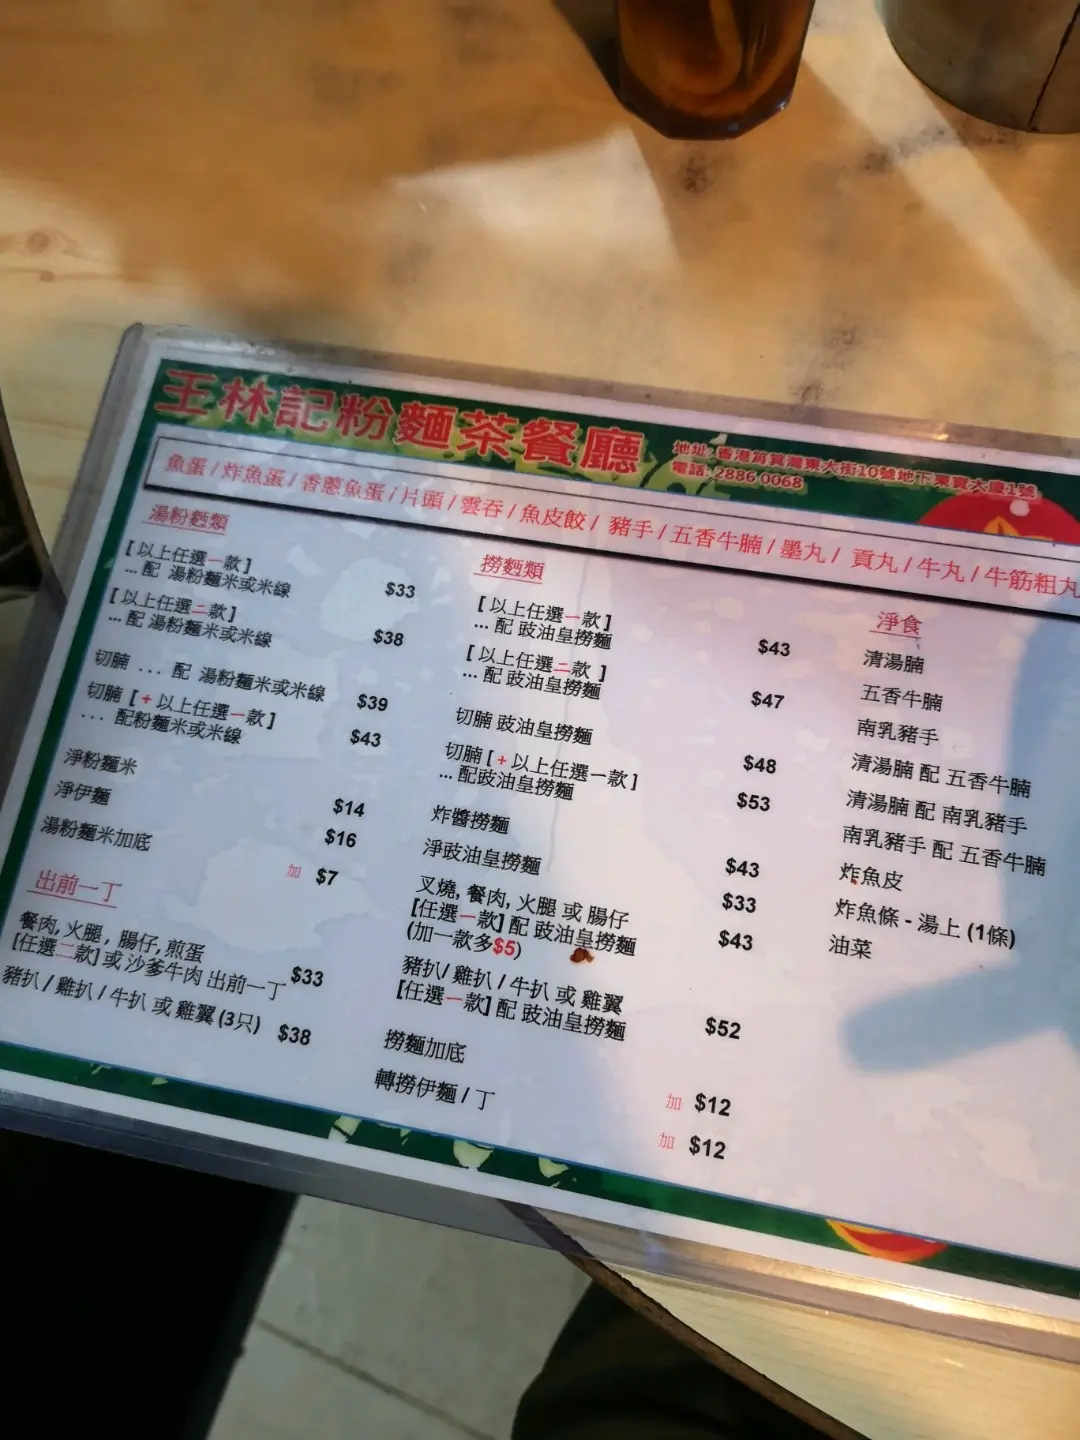 王林記粉麵茶餐廳
地址:香港筲箕灣東大街10號地下東寶大廈1號
電話:2886 0068
魚蛋 / 炸魚蛋 / 香蔥魚蛋 / 片頭 / 雲吞 / 魚皮餃 / 豬手 / 五香牛腩 / 墨丸 / 貢丸 / 牛丸 / 牛筋粗丸
湯粉麪類
[ 以上任選一款 ]
... 配 湯粉麵米或米線 $33
[ 以上任選二款 ]
... 配 湯粉麵米或米線 $38
切腩 ... 配 湯粉麵米或米線 $39
切腩 [ + 以上任選一款 ]
... 配粉麵米或米線 $43
淨粉麵米 $14
淨伊麵 $16
湯粉麵米加底 加 $7
出前一丁
餐肉, 火腿, 腸仔, 煎蛋
[任選二款] 或 沙爹牛肉 出前一丁 $33
豬扒 / 雞扒 / 牛扒 或 雞翼 (3只) $38
撈麪類
[ 以上任選一款 ]
... 配 豉油皇撈麵 $43
[ 以上任選二款 ]
... 配 豉油皇撈麵 $47
切腩 豉油皇撈麵 $48
切腩 [ + 以上任選一款 ]
... 配豉油皇撈麵 $53
炸醬撈麵 $43
淨豉油皇撈麵 $33
叉燒, 餐肉, 火腿 或 腸仔
[任選一款] 配 豉油皇撈麵 $43
(加一款多$5)
豬扒/ 雞扒 / 牛扒 或 雞翼
[任選一款] 配 豉油皇撈麵 $52
撈麵加底 加 $12
轉撈伊麵 / 丁 加 $12
淨食
清湯腩
五香牛腩
南乳豬手
清湯腩 配 五香牛腩
清湯腩 配 南乳豬手
南乳豬手 配 五香牛腩
炸魚皮
炸魚條 - 湯上 (1條)
油菜